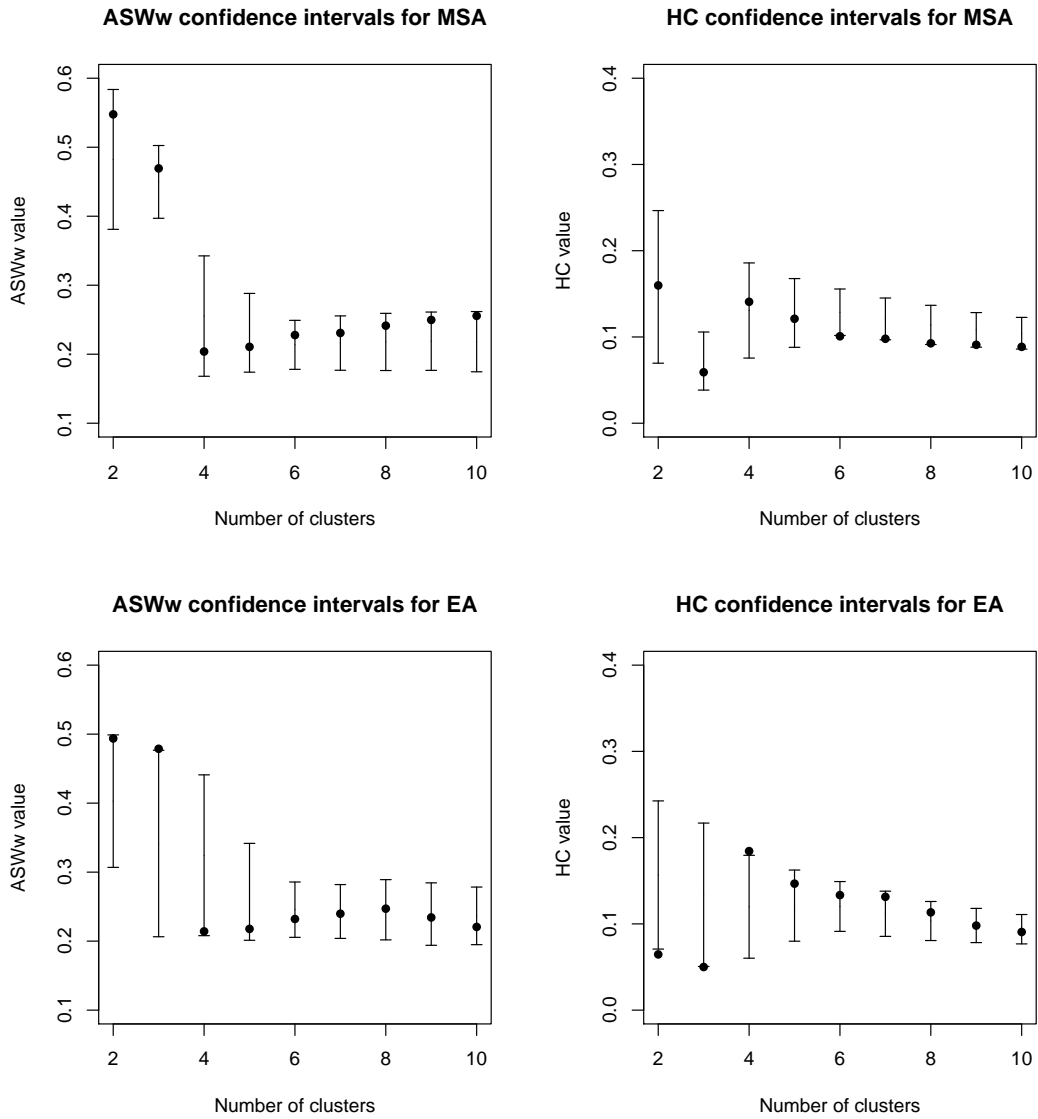 ASWw confidence intervals for MSA
ASWw value
0.6
0.5
0.4
0.3
0.2
0.1
2 4 6 8 10
Number of clusters
HC confidence intervals for MSA
HC value
0.4
0.3
0.2
0.1
0.0
2 4 6 8 10
Number of clusters
ASWw confidence intervals for EA
ASWw value
0.6
0.5
0.4
0.3
0.2
0.1
2 4 6 8 10
Number of clusters
HC confidence intervals for EA
HC value
0.4
0.3
0.2
0.1
0.0
2 4 6 8 10
Number of clusters